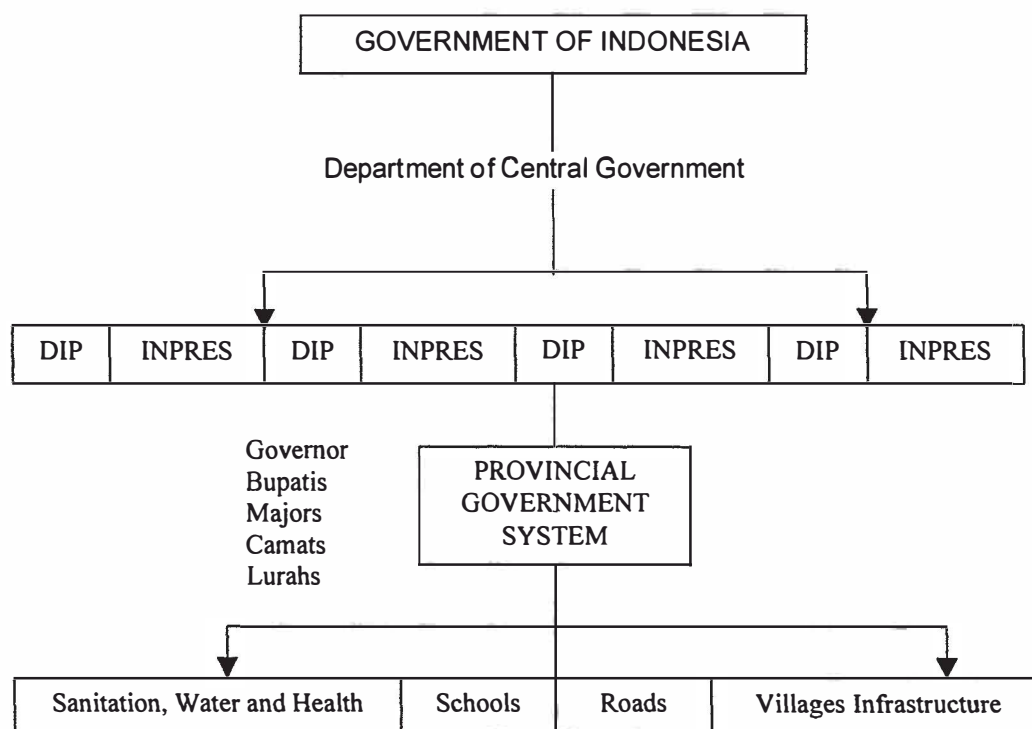 GOVERNMENT OF INDONESIA
Department of Central Government
DIP INPRES DIP INPRES DIP INPRES DIP INPRES
Governor
Bupatis
Majors
Camats
Lurahs
PROVINCIAL
GOVERNMENT
SYSTEM
Sanitation, Water and Health Schools Roads Villages Infrastructure